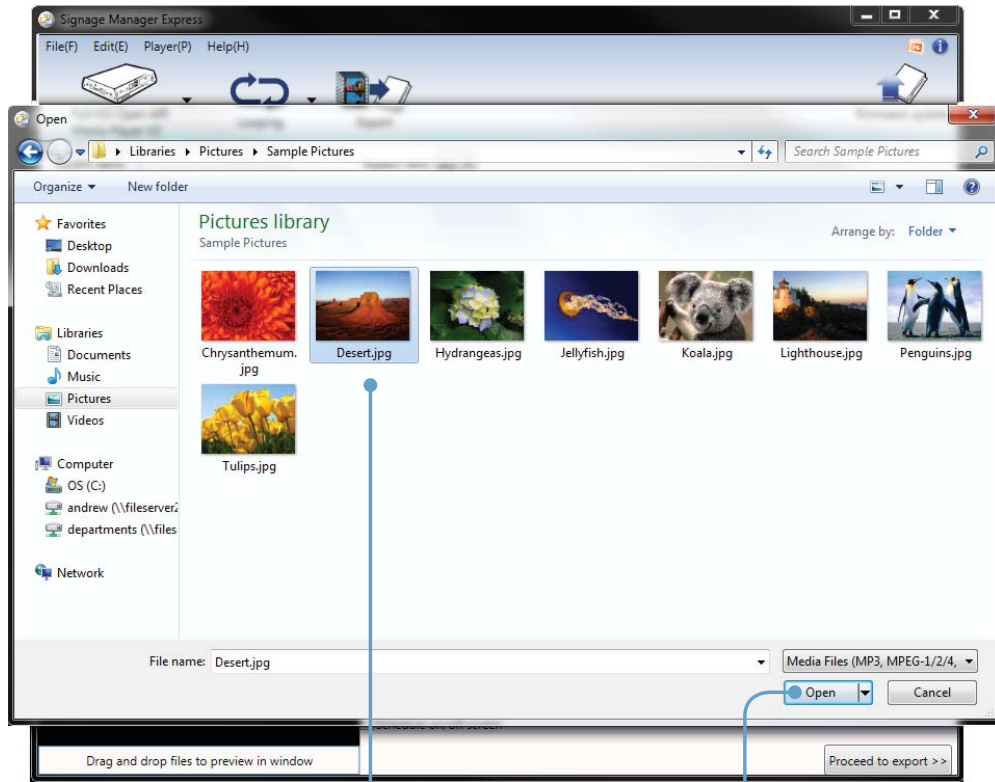 Signage Manager Express
File(F) Edit(E) Player(P) Help(H)
Open
Libraries Pictures Sample Pictures
Search Sample Pictures
Organize New folder
Favorites
Desktop
Downloads
Recent Places
Libraries
Documents
Music
Pictures
Videos
Computer
OS (C:)
andrew (\\fileserver2
departments (\\files
Network
Pictures library
Sample Pictures
Arrange by: Folder
Chrysanthemum.
jpg
Desert.jpg
Hydrangeas.jpg
Jellyfish.jpg
Koala.jpg
Lighthouse.jpg
Penguins.jpg
Tulips.jpg
File name: Desert.jpg
Media Files (MP3, MPEG-1/2/4,
Open
Cancel
Drag and drop files to preview in window
Proceed to export >>